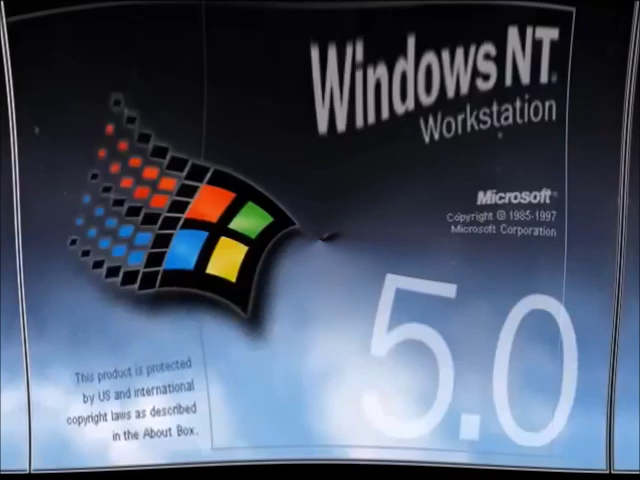 Windows NT®
Workstation
Microsoft®
Copyright © 1985-1997
Microsoft Corporation
5.0
This product is protected
by US and international
copyright laws as described
in the About Box.